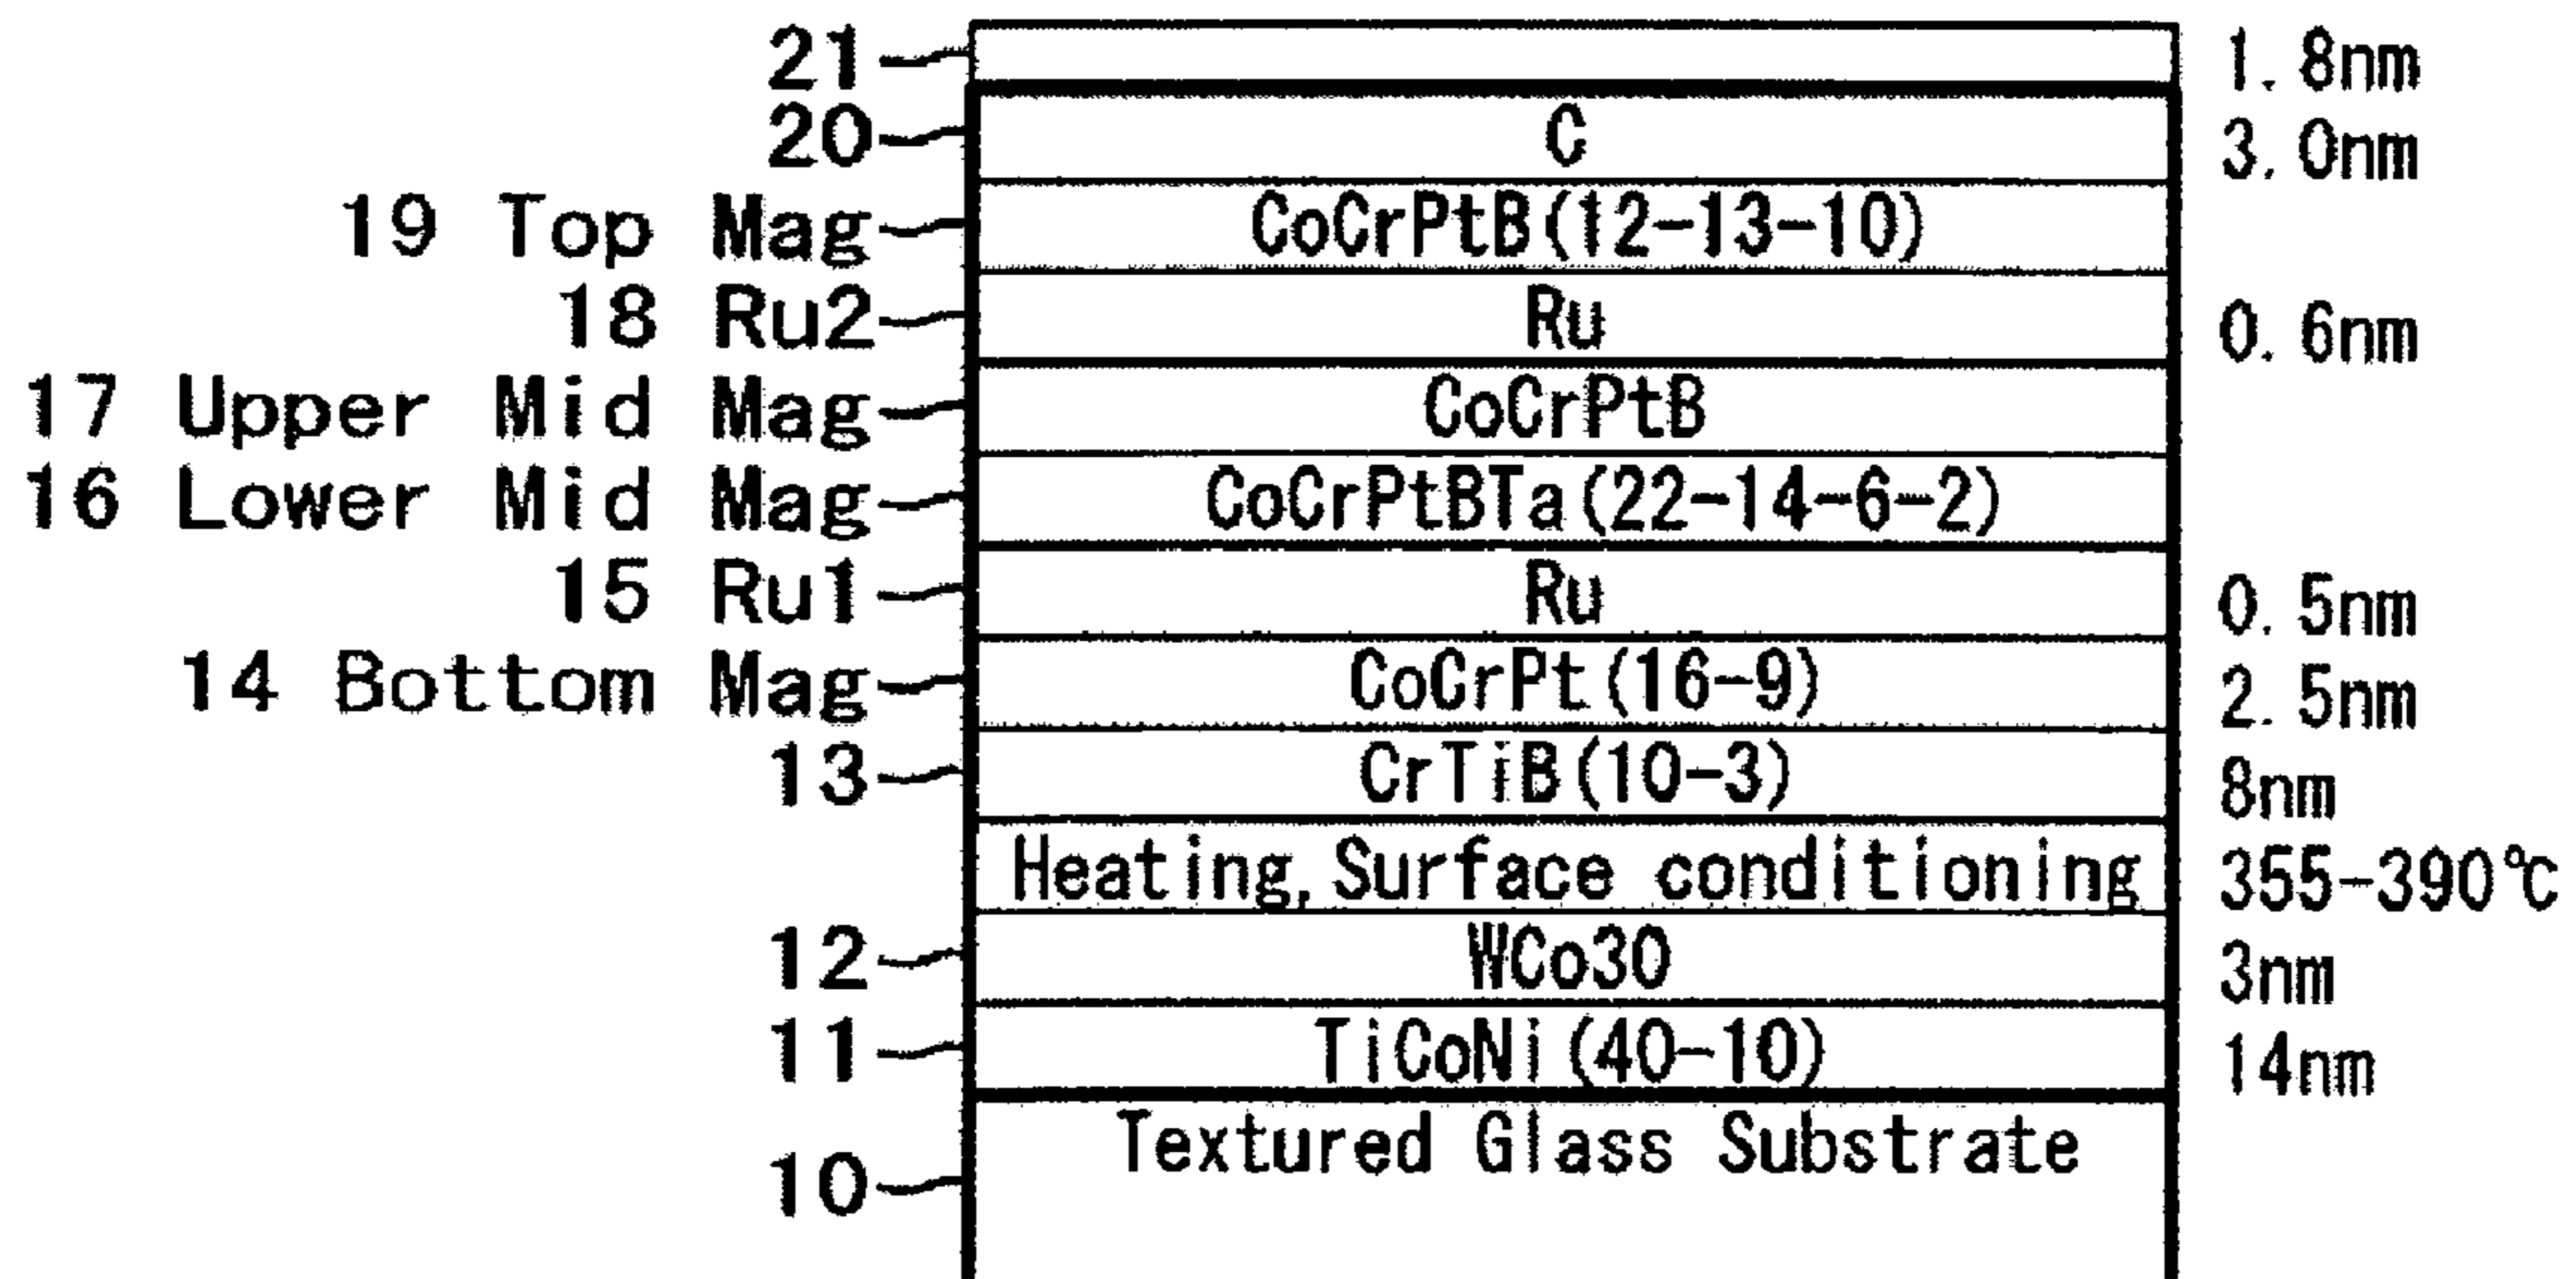 21 1.8nm
20 C 3.0nm
19 Top Mag CoCrPtB(12-13-10)
18 Ru2 Ru 0.6nm
17 Upper Mid Mag CoCrPtB
16 Lower Mid Mag CoCrPtBTa(22-14-6-2)
15 Ru1 Ru 0.5nm
14 Bottom Mag CoCrPt(16-9) 2.5nm
13 CrTiB(10-3) 8nm
Heating,Surface conditioning 355-390℃
12 WCo30 3nm
11 TiCoNi(40-10) 14nm
Textured Glass Substrate
10